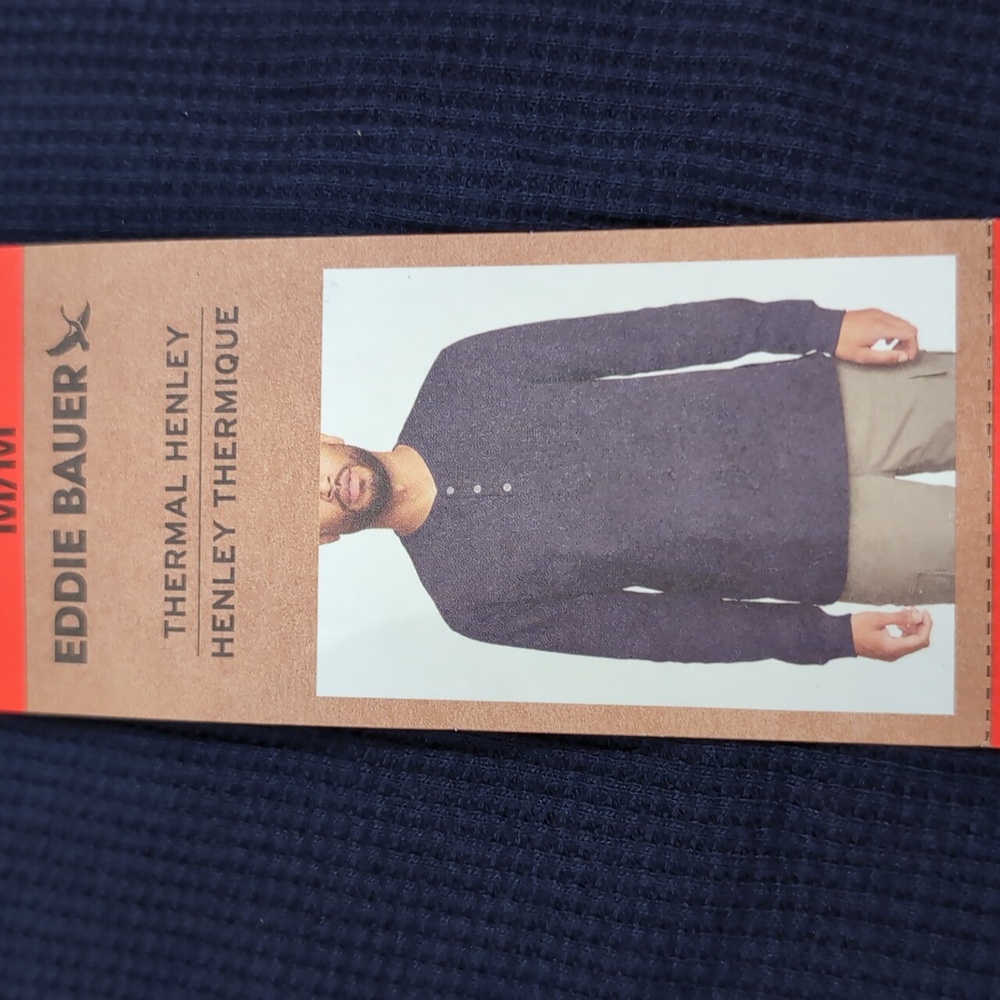 M/M
EDDIE BAUER
THERMAL HENLEY
HENLEY THERMIQUE